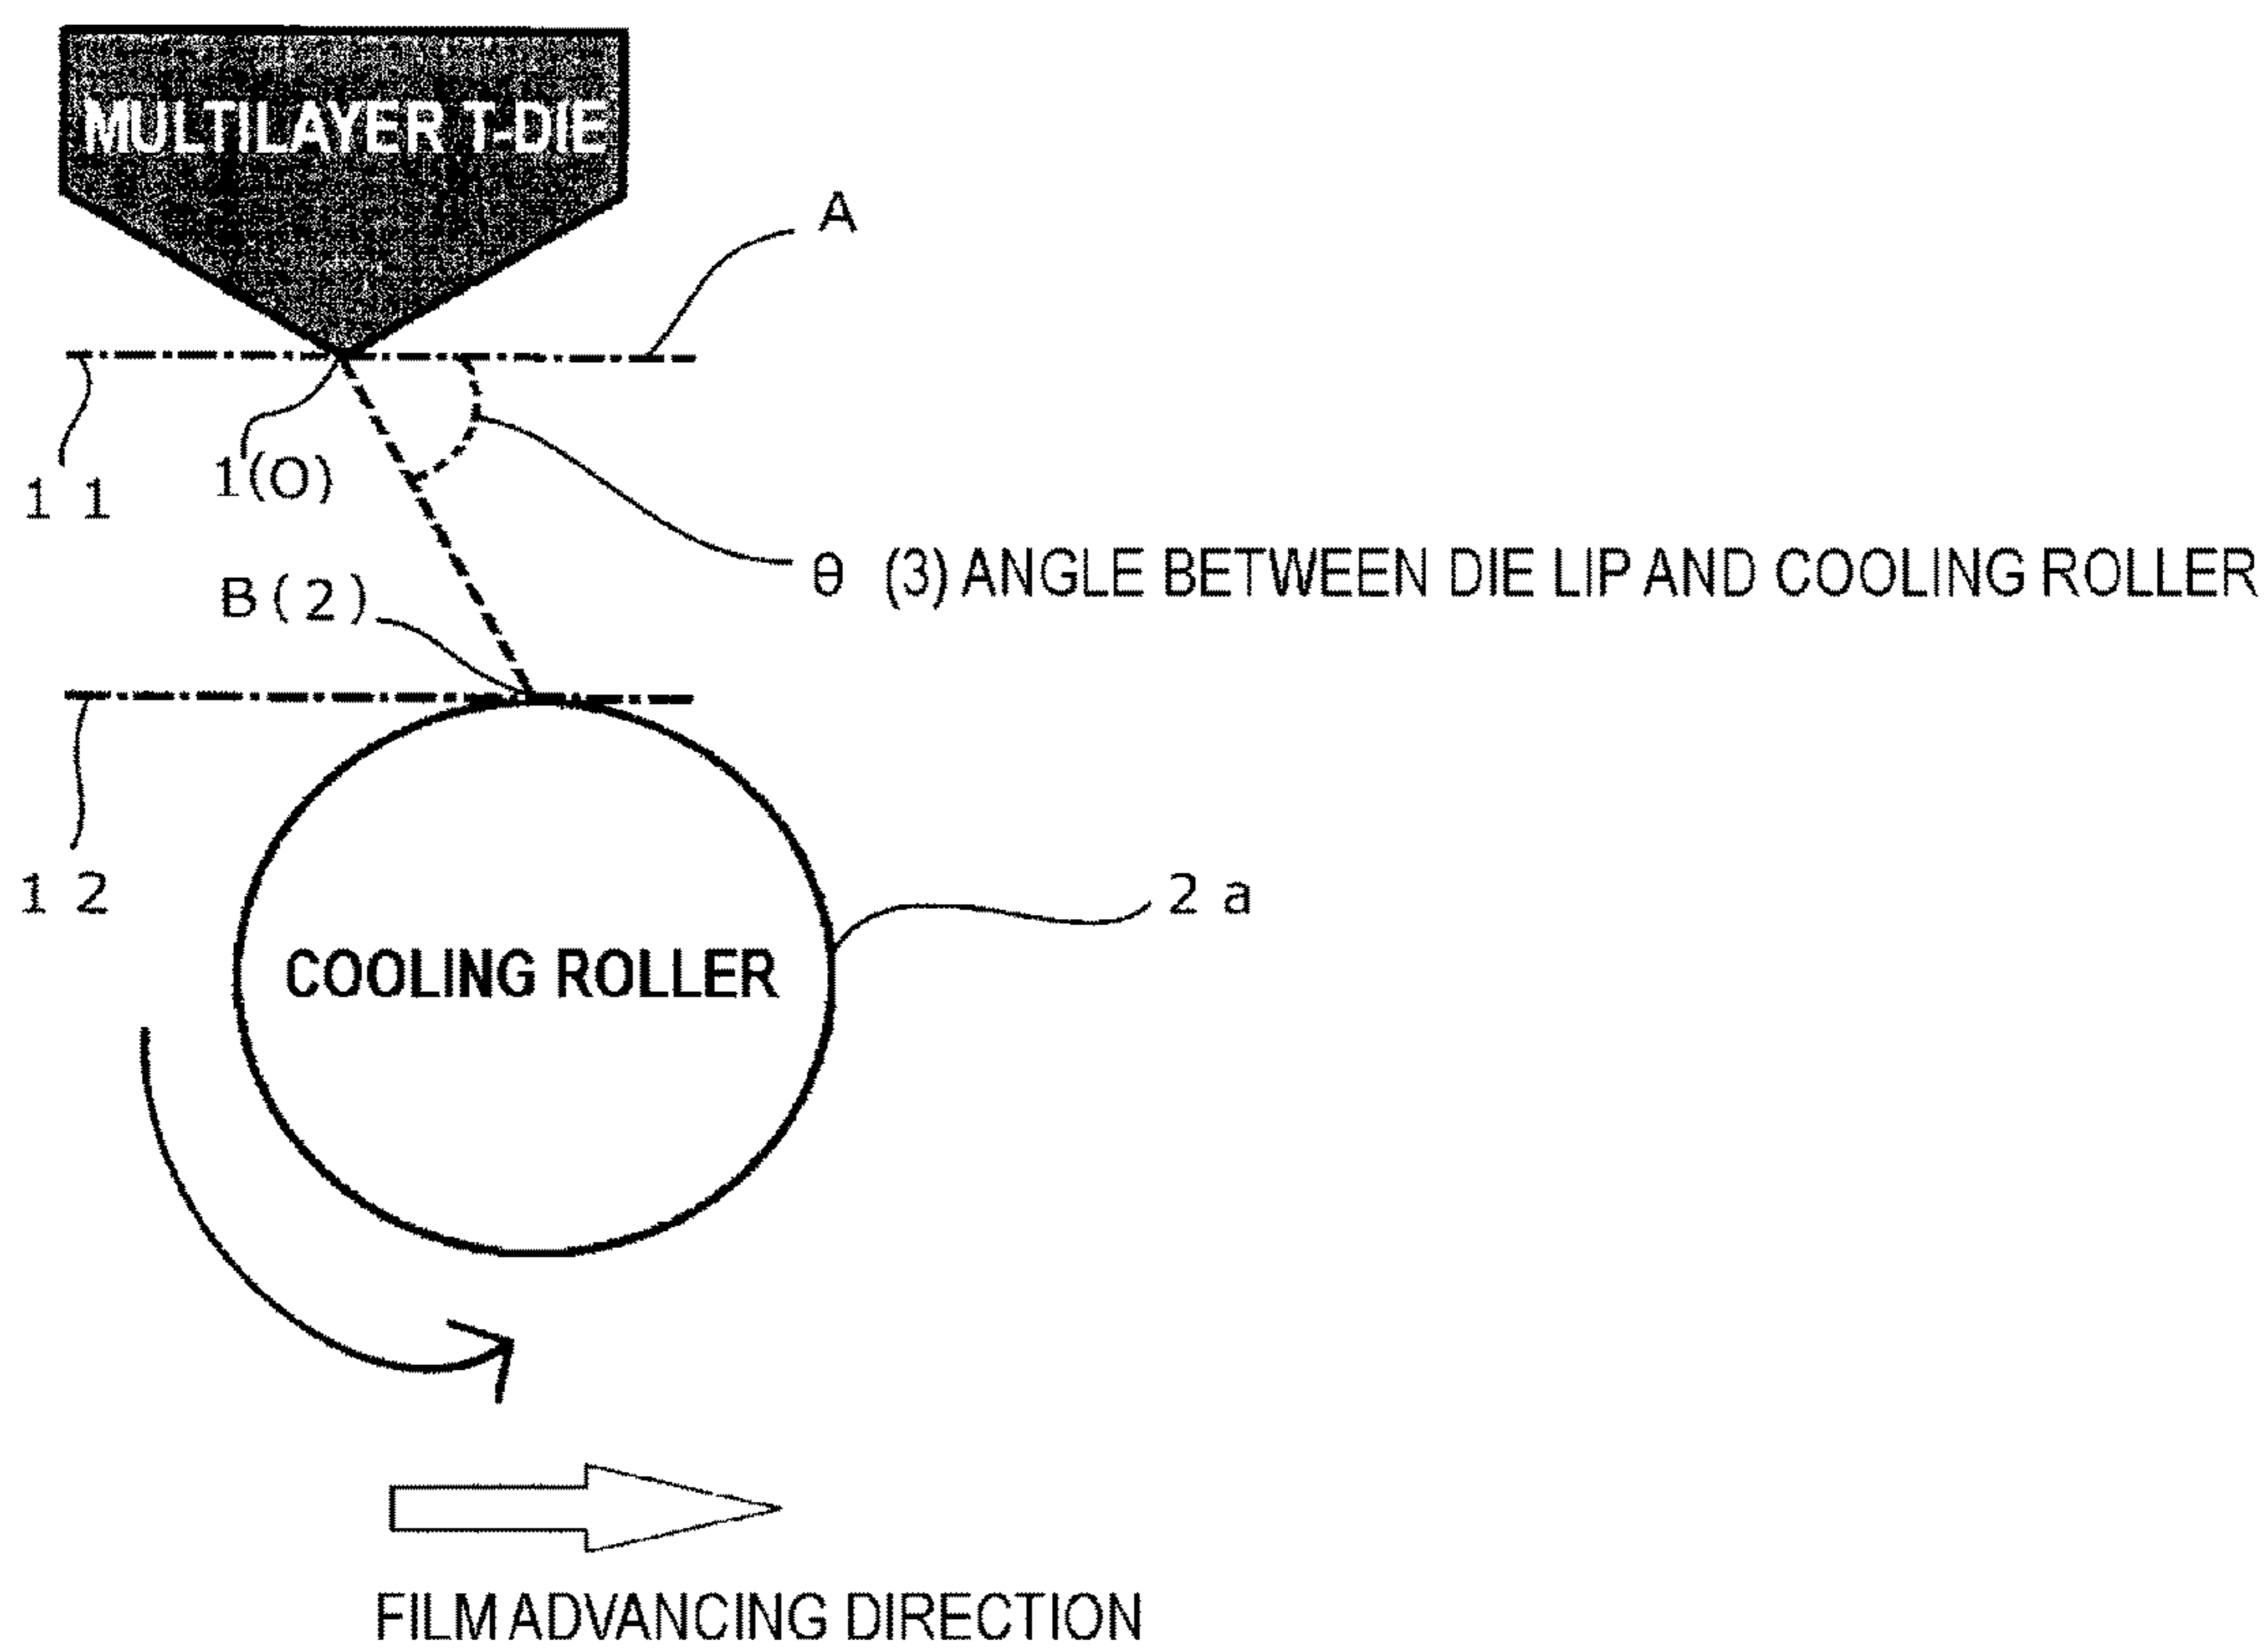 MULTILAYER T-DIE
A
1(O)
1 1
θ (3) ANGLE BETWEEN DIE LIP AND COOLING ROLLER
B(2)
1 2
2 a
COOLING ROLLER
FILM ADVANCING DIRECTION